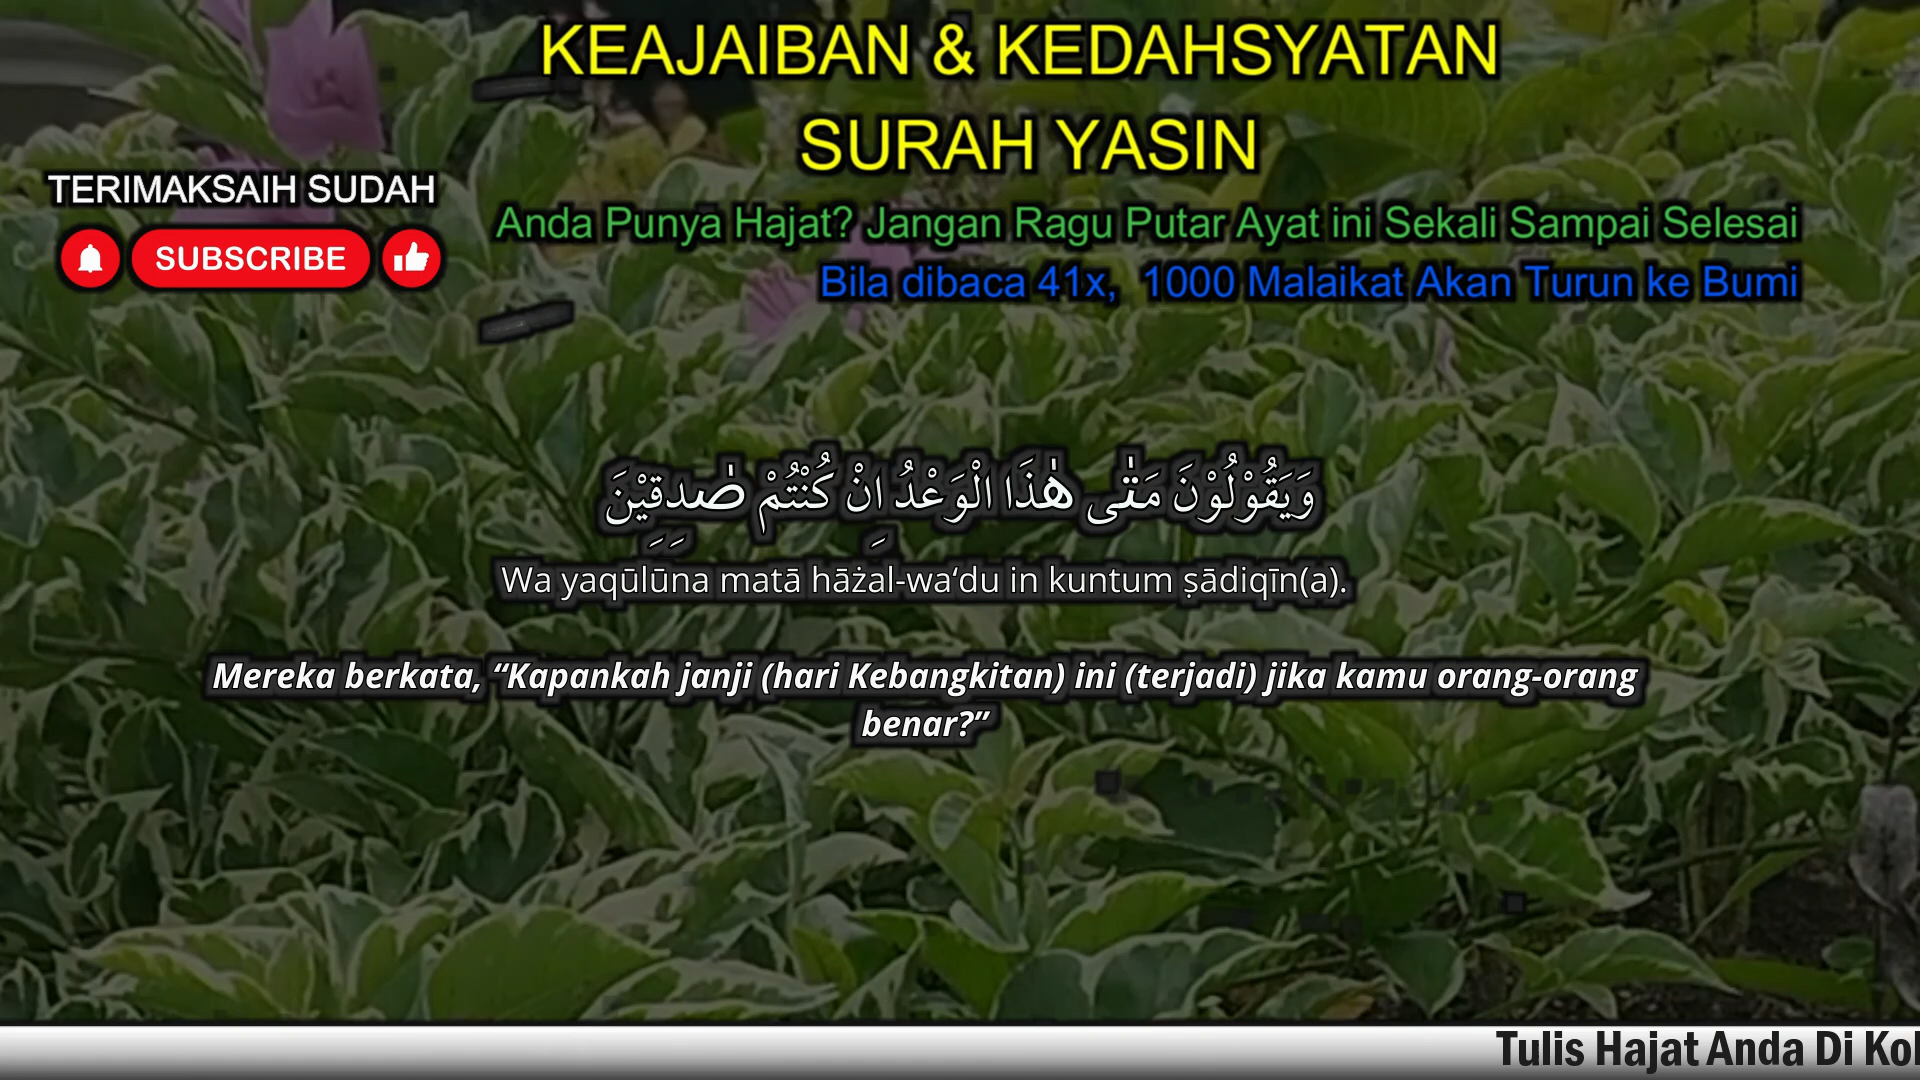 KEAJAIBAN & KEDAHSYATAN
SURAH YASIN
TERIMAKSAIH SUDAH
SUBSCRIBE
Anda Punya Hajat? Jangan Ragu Putar Ayat ini Sekali Sampai Selesai
Bila dibaca 41x, 1000 Malaikat Akan Turun ke Bumi
وَيَقُوْلُوْنَ مَتٰى هٰذَا الْوَعْدُ اِنْ كُنْتُمْ صٰدِقِيْنَ
Wa yaqūlūna matā hāżal-wa‘du in kuntum ṣādiqīn(a).
Mereka berkata, “Kapankah janji (hari Kebangkitan) ini (terjadi) jika kamu orang-orang
benar?”
Tulis Hajat Anda Di